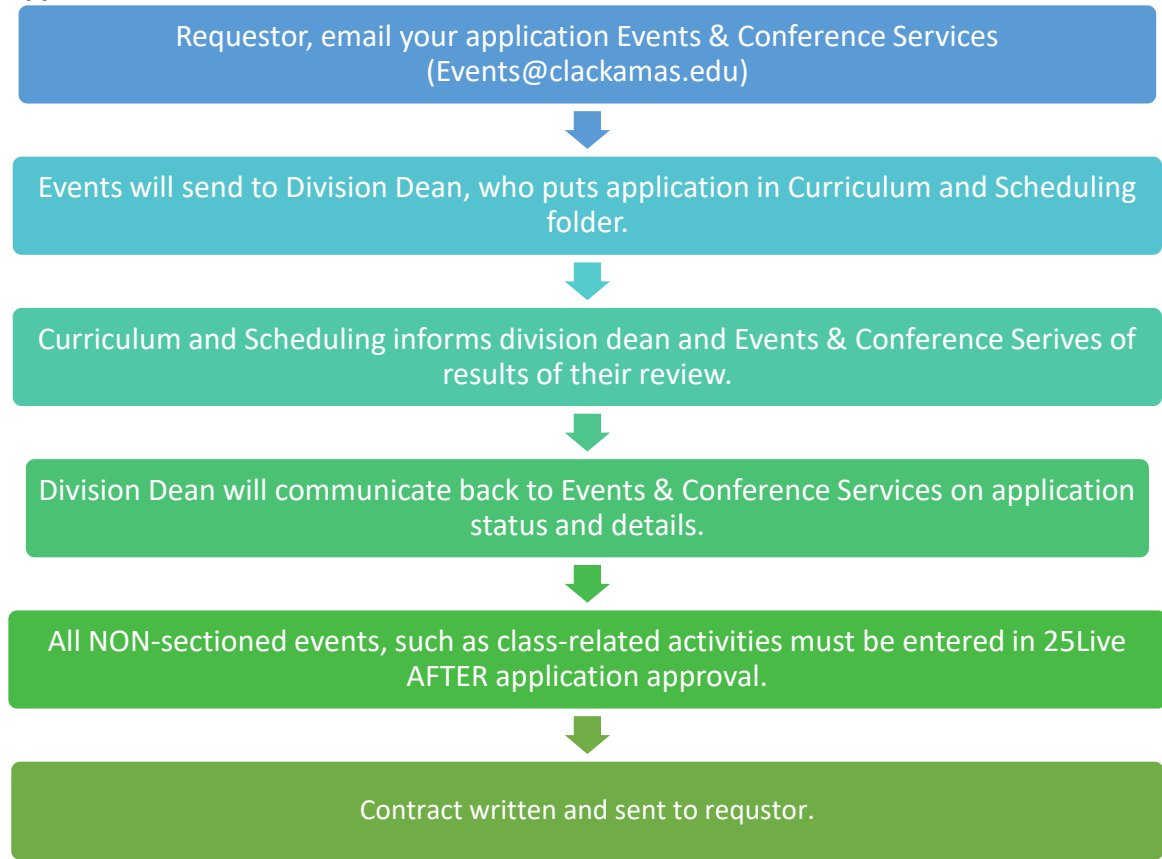 Requestor, email your application Events & Conference Services
(Events@clackamas.edu)
Events will send to Division Dean, who puts application in Curriculum and Scheduling
folder.
Curriculum and Scheduling informs division dean and Events & Conference Serives of
results of their review.
Division Dean will communicate back to Events & Conference Services on application
status and details.
All NON-sectioned events, such as class-related activities must be entered in 25Live
AFTER application approval.
Contract written and sent to requstor.